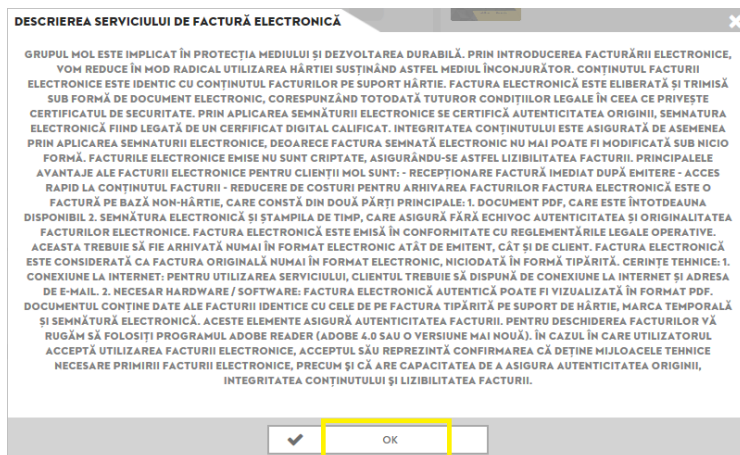 DESCRIEREA SERVICIULUI DE FACTURĂ ELECTRONICĂ
GRUPUL MOL ESTE IMPLICAT ÎN PROTECȚIA MEDIULUI ȘI DEZVOLTAREA DURABILĂ. PRIN INTRODUCEREA FACTURĂRII ELECTRONICE,
VOM REDUCE ÎN MOD RADICAL UTILIZAREA HÂRTIEI SUSȚINÂND ASTFEL MEDIUL ÎNCONJURĂTOR. CONȚINUTUL FACTURII
ELECTRONICE ESTE IDENTIC CU CONȚINUTUL FACTURILOR PE SUPORT HÂRTIE. FACTURA ELECTRONICĂ ESTE ELIBERATĂ ȘI TRIMISĂ
SUB FORMĂ DE DOCUMENT ELECTRONIC, CORESPUNZÂND TOTODATĂ TUTUROR CONDIȚIILOR LEGALE ÎN CEEA CE PRIVEȘTE
CERTIFICATUL DE SECURITATE. PRIN APLICAREA SEMNĂTURII ELECTRONICE SE CERTIFICĂ AUTENTICITATEA ORIGINII, SEMNATURA
ELECTRONICĂ FIIND LEGATĂ DE UN CERFIFICAT DIGITAL CALIFICAT. INTEGRITATEA CONȚINUTULUI ESTE ASIGURATĂ DE ASEMENEA
PRIN APLICAREA SEMNATURII ELECTRONICE, DEOARECE FACTURA SEMNATĂ ELECTRONIC NU MAI POATE FI MODIFICATĂ SUB NICIO
FORMĂ. FACTURILE ELECTRONICE EMISE NU SUNT CRIPTATE, ASIGURÂNDU-SE ASTFEL LIZIBILITATEA FACTURII. PRINCIPALELE
AVANTAJE ALE FACTURII ELECTRONICE PENTRU CLIENȚII MOL SUNT: - RECEPȚIONARE FACTURĂ IMEDIAT DUPĂ EMITERE - ACCES
RAPID LA CONȚINUTUL FACTURII - REDUCERE DE COSTURI PENTRU ARHIVAREA FACTURILOR FACTURA ELECTRONICĂ ESTE O
FACTURĂ PE BAZĂ NON-HÂRTIE, CARE CONSTĂ DIN DOUĂ PĂRȚI PRINCIPALE: 1. DOCUMENT PDF, CARE ESTE ÎNTOTDEAUNA
DISPONIBIL 2. SEMNĂTURA ELECTRONICĂ ȘI STAMPILA DE TIMP, CARE ASIGURĂ FĂRĂ ECHIVOC AUTENTICITATEA ȘI ORIGINALITATEA
FACTURILOR ELECTRONICE. FACTURA ELECTRONICĂ ESTE EMISĂ ÎN CONFORMITATE CU REGLEMENTĂRILE LEGALE OPERATIVE.
ACEASTA TREBUIE SĂ FIE ARHIVATĂ NUMAI ÎN FORMAT ELECTRONIC ATÂT DE EMITENT, CÂT ȘI DE CLIENT. FACTURA ELECTRONICĂ
ESTE CONSIDERATĂ CA FACTURA ORIGINALĂ NUMAI ÎN FORMAT ELECTRONIC, NICIODATĂ ÎN FORMĂ TIPĂRITĂ. CERINȚE TEHNICE: 1.
CONEXIUNE LA INTERNET: PENTRU UTILIZAREA SERVICIULUI, CLIENTUL TREBUIE SĂ DISPUNĂ DE CONEXIUNE LA INTERNET ȘI ADRESA
DE E-MAIL. 2. NECESAR HARDWARE / SOFTWARE: FACTURA ELECTRONICĂ AUTENTICĂ POATE FI VIZUALIZATĂ ÎN FORMAT PDF.
DOCUMENTUL CONȚINE DATE ALE FACTURII IDENTICE CU CELE DE PE FACTURA TIPĂRITĂ PE SUPORT DE HÂRTIE, MARCA TEMPORALĂ
ȘI SEMNĂTURĂ ELECTRONICĂ. ACESTE ELEMENTE ASIGURĂ AUTENTICITATEA FACTURII. PENTRU DESCHIDEREA FACTURILOR VĂ
RUGĂM SĂ FOLOSIȚI PROGRAMUL ADOBE READER (ADOBE 4.0 SAU O VERSIUNE MAI NOUĂ). ÎN CAZUL ÎN CARE UTILIZATORUL
ACCEPTĂ UTILIZAREA FACTURII ELECTRONICE, ACCEPTUL SĂU REPREZINTĂ CONFIRMAREA CĂ DEȚINE MIJLOACELE TEHNICE
NECESARE PRIMIRII FACTURII ELECTRONICE, PRECUM ȘI CĂ ARE CAPACITATEA DE A ASIGURA AUTENTICITATEA ORIGINII,
INTEGRITATEA CONȚINUTULUI ȘI LIZIBILITATEA FACTURII.
OK